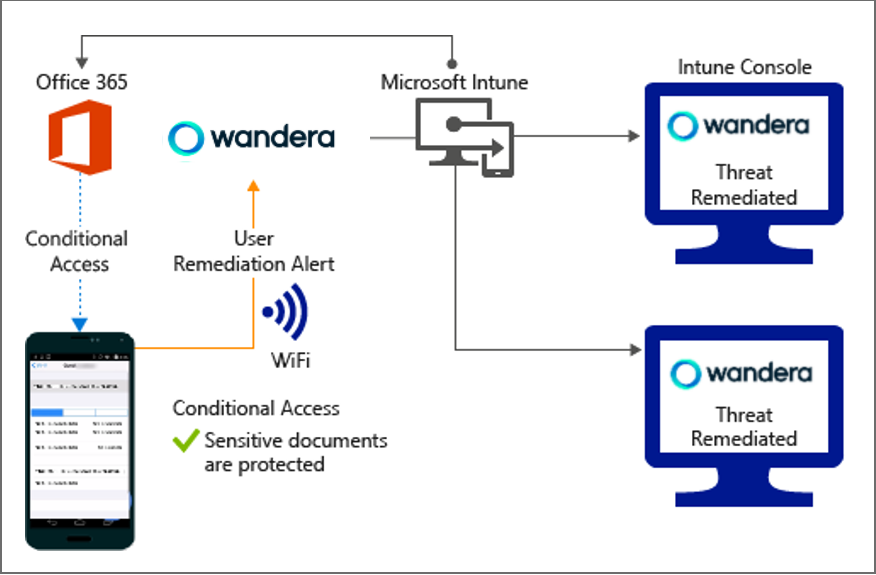 Office 365
Microsoft Intune
Intune Console
wandera
wandera
Threat
Remediated
Conditional
Access
User
Remediation Alert
WiFi
Conditional Access
Sensitive documents
are protected
wandera
Threat
Remediated